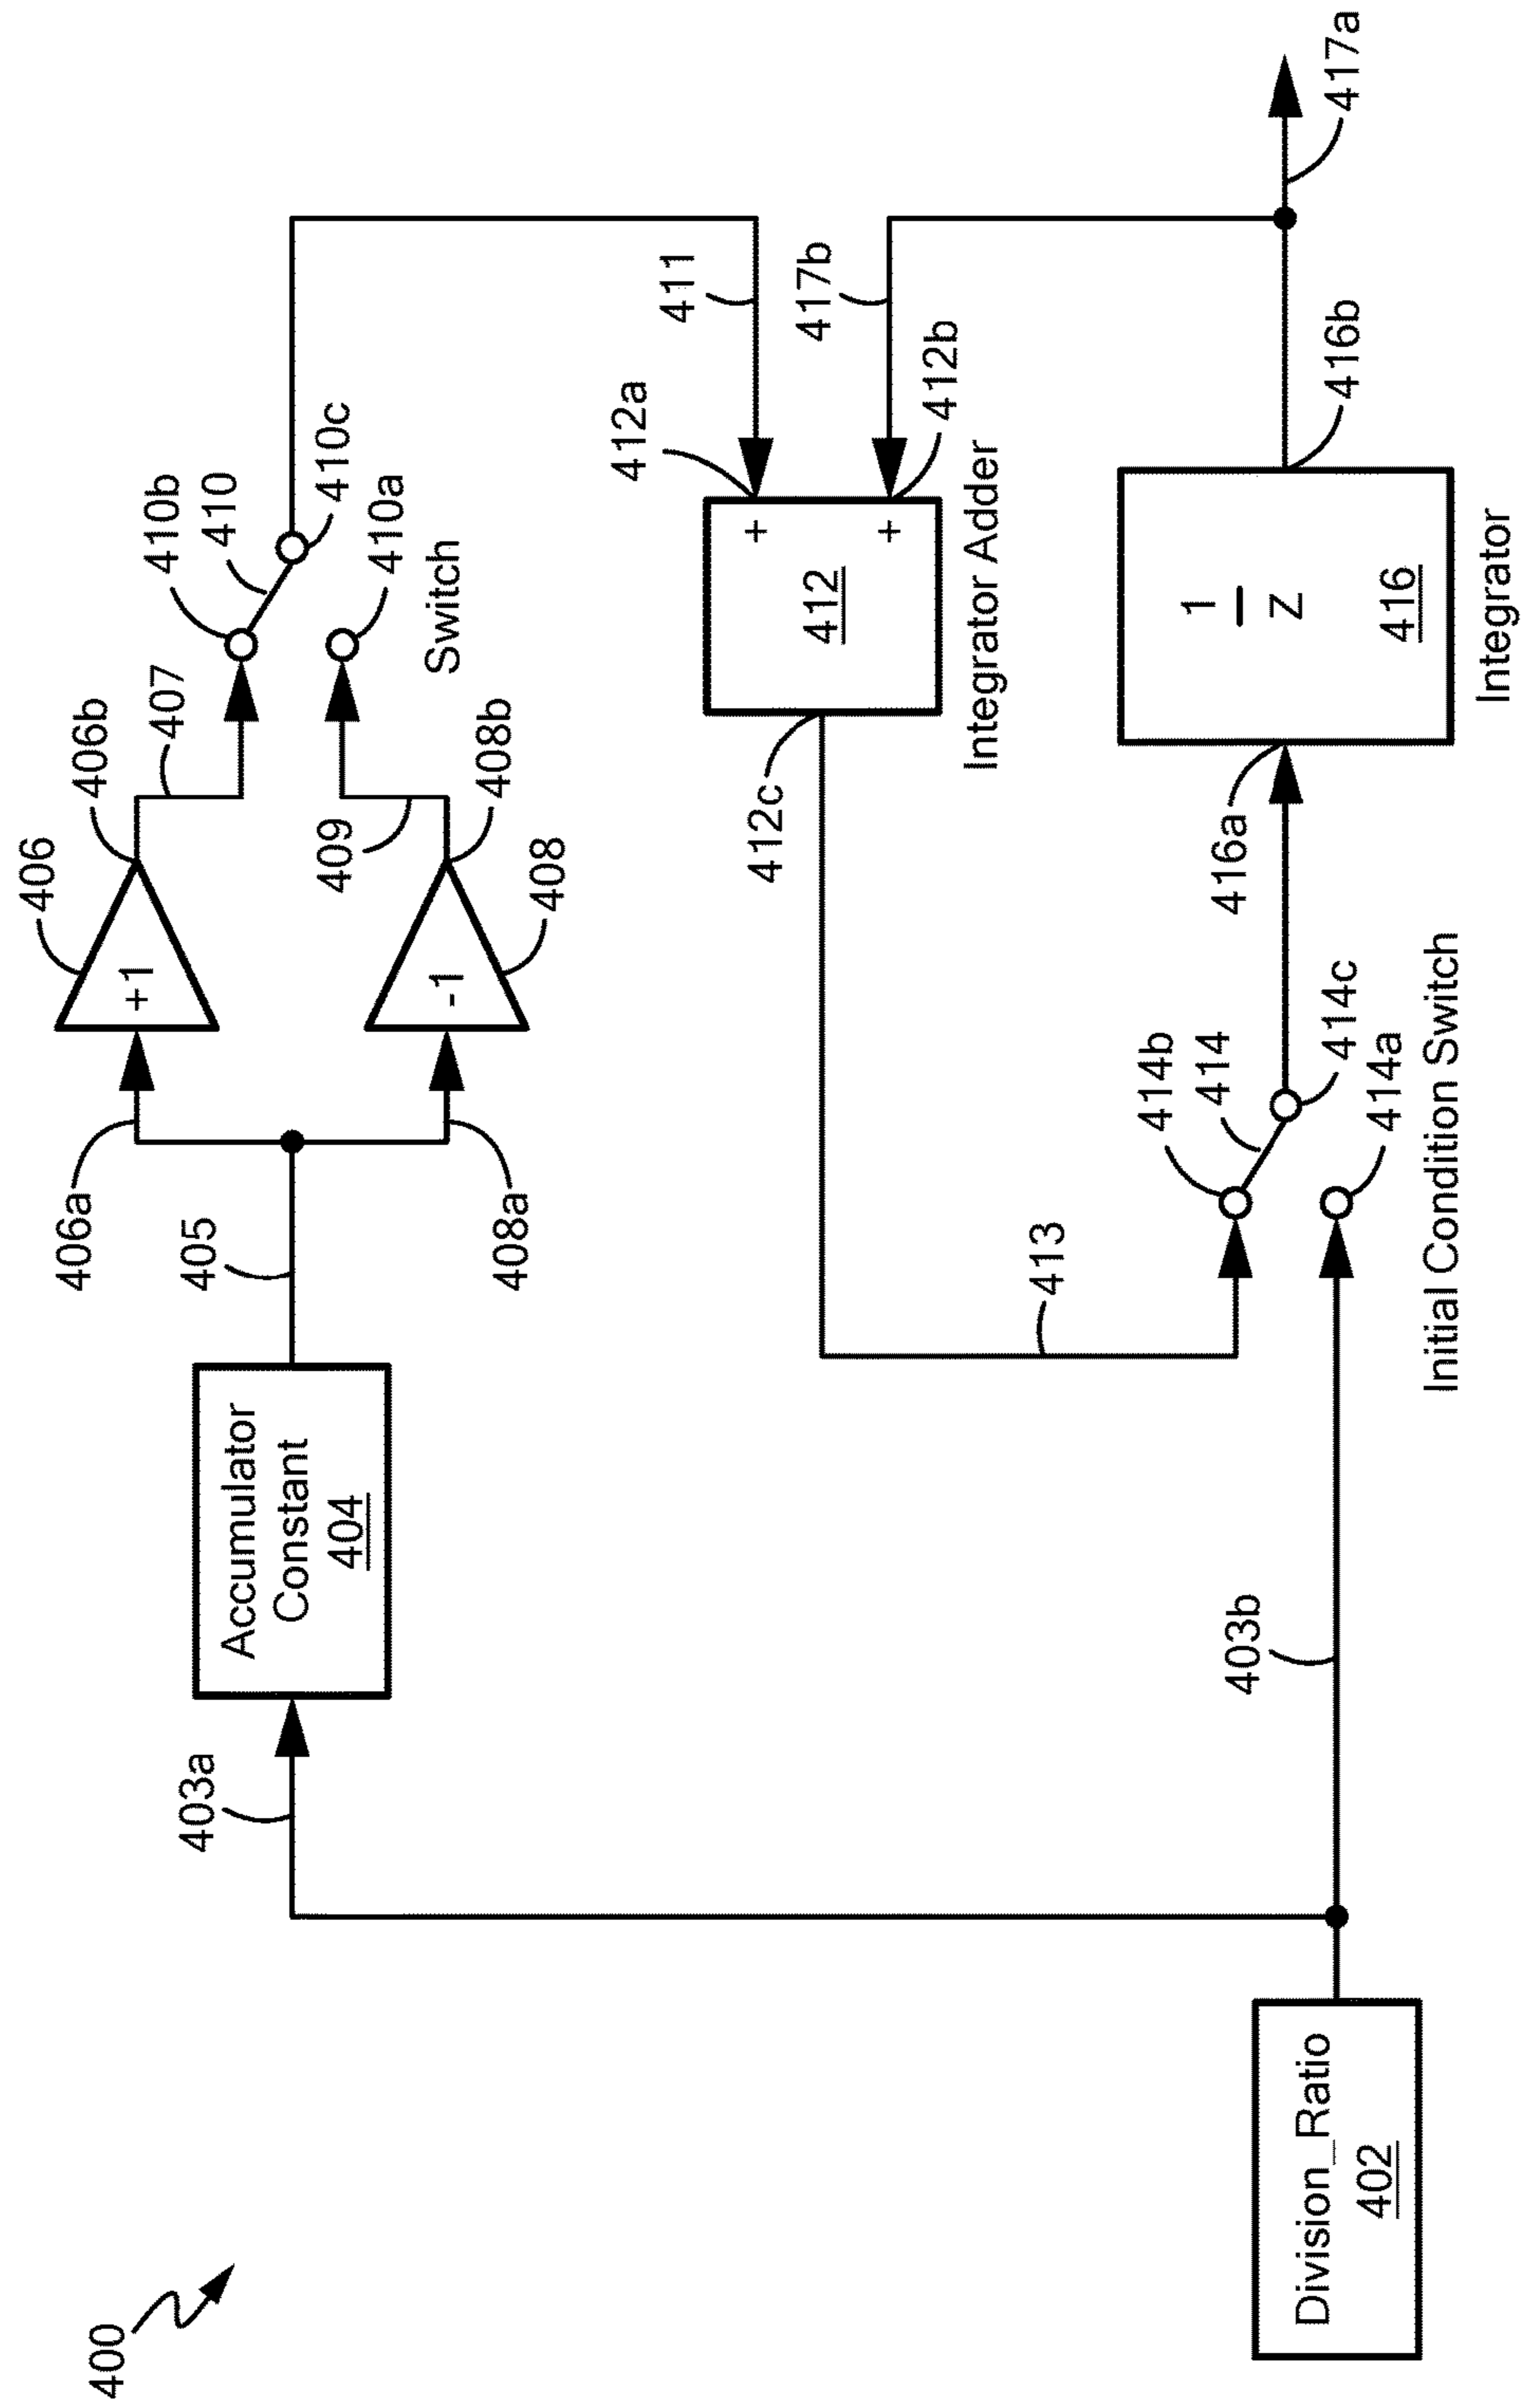 400
406
406a
+1
406b
407
410b
410
410c
403a
Accumulator
Constant
404
405
408a
-1
408
408b
409
410a
Switch
411
412a
412
+
+
417b
412b
412c
Integrator Adder
413
403b
414b
414
414c
414a
Initial Condition Switch
416a
1
Z
416
416b
417a
Integrator
Division_Ratio
402